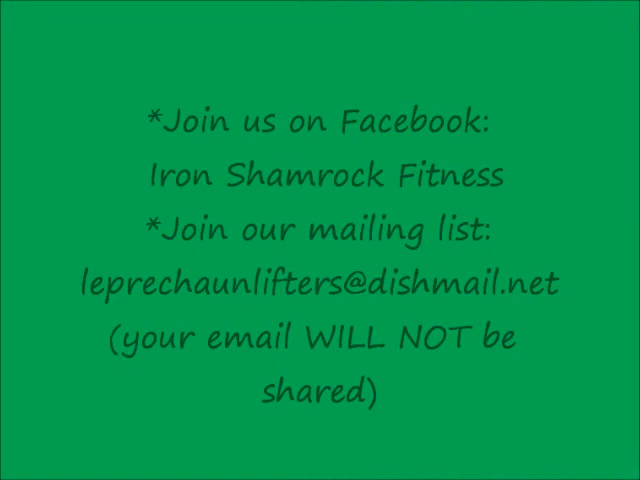 *Join us on Facebook:
Iron Shamrock Fitness
*Join our mailing list:
leprechaunlifters@dishmail.net
(your email WILL NOT be
shared)